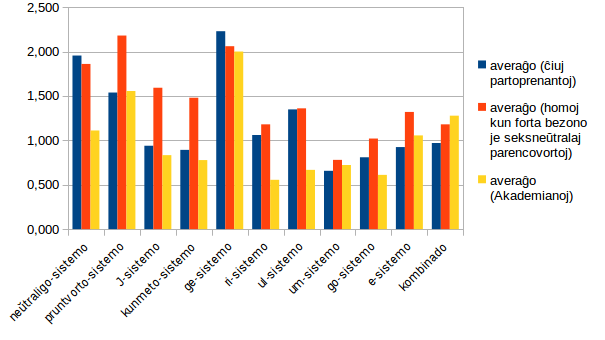 2,500
2,000
1,500
1,000
0,500
0,000
neŭtraligo-sistemo
pruntvorto-sistemo
J-sistemo
kunmeto-sistemo
ge-sistemo
ri-sistemo
ul-sistemo
um-sistemo
go-sistemo
e-sistemo
kombinado
averaĝo (ĉiuj
partoprenantoj)
averaĝo (homoj
kun forta bezono
je seksneŭtralaj
parencovortoj)
averaĝo
(Akademianoj)